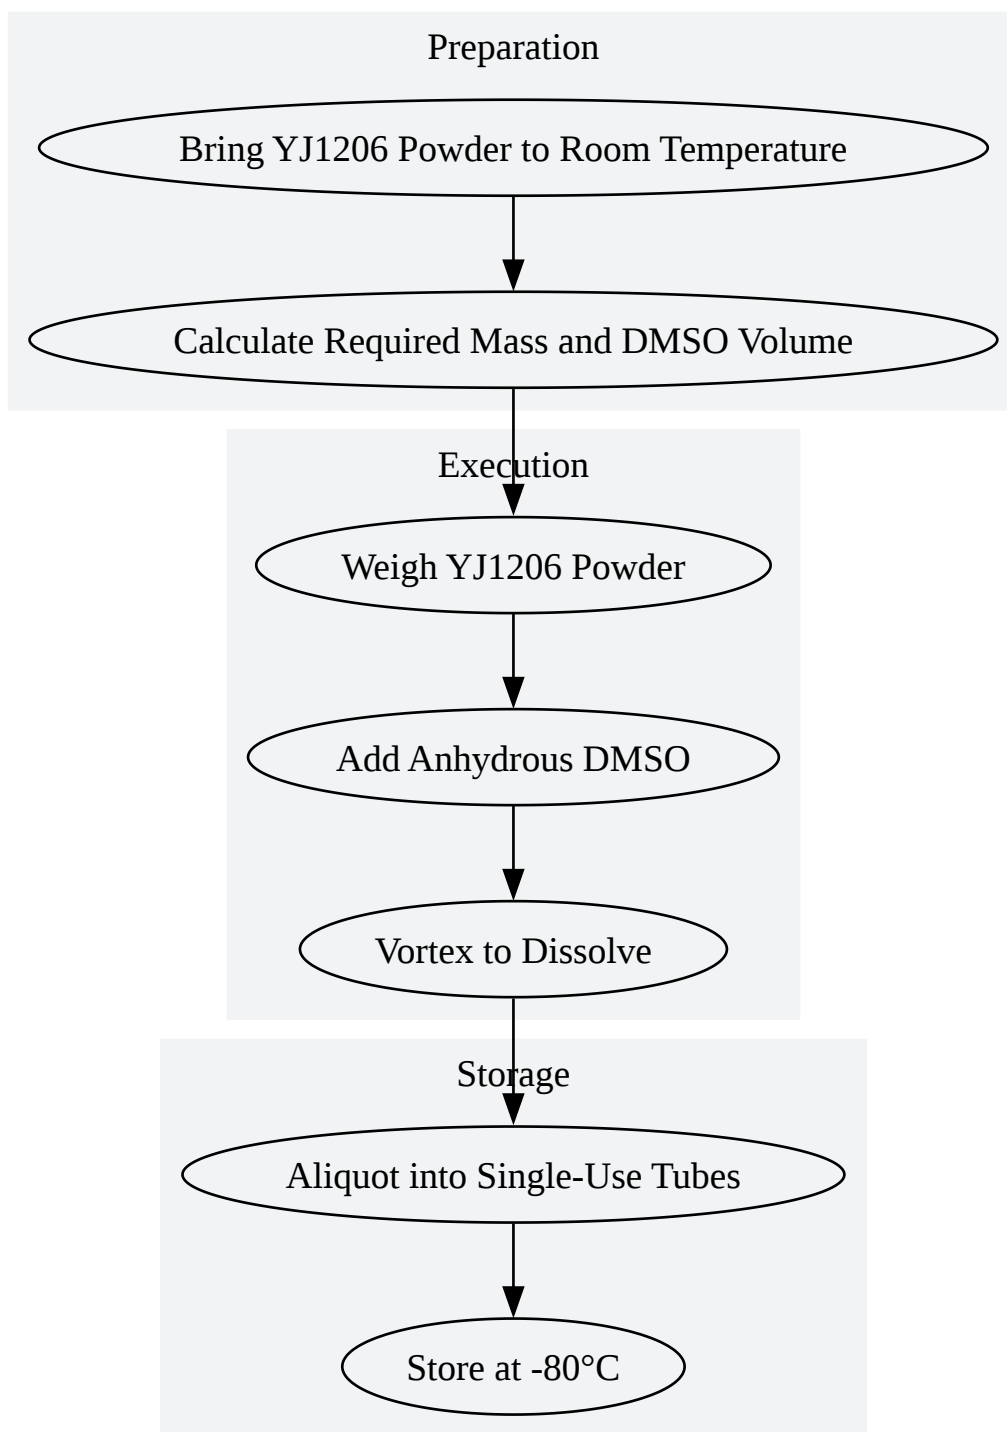 Preparation
Bring YJ1206 Powder to Room Temperature
Calculate Required Mass and DMSO Volume
Execution
Weigh YJ1206 Powder
Add Anhydrous DMSO
Vortex to Dissolve
Storage
Aliquot into Single-Use Tubes
Store at -80°C